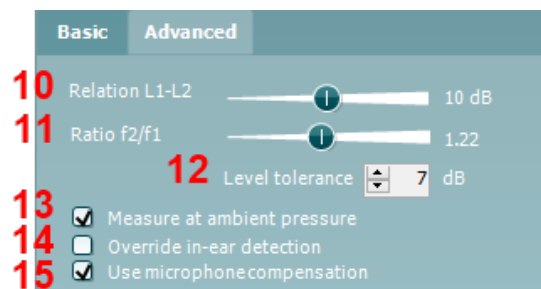 Basic Advanced
10 Relation L1-L2 10 dB
11 Ratio f2/f1 1.22
12 Level tolerance 7 dB
13 Measure at ambient pressure
14 Override in-ear detection
15 Use microphone compensation